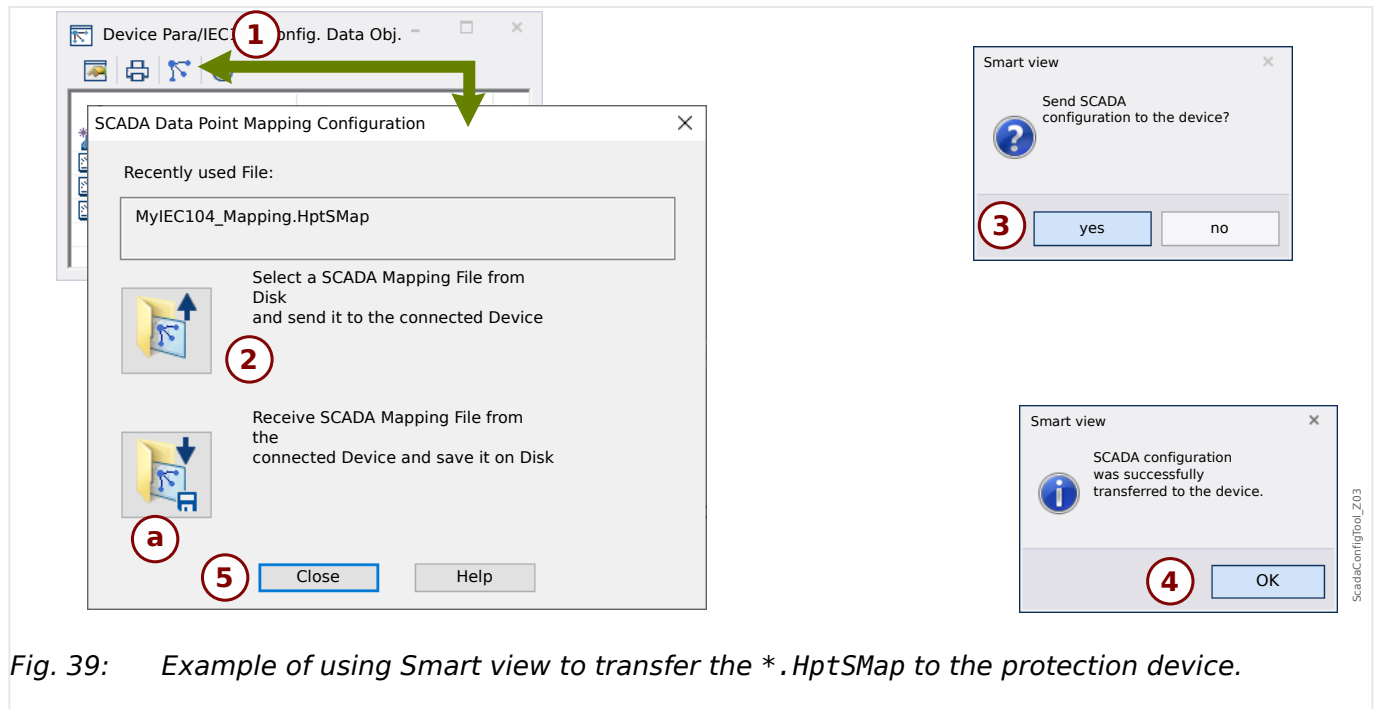 Device Para/IEC1 onfig. Data Obj.
1
SCADA Data Point Mapping Configuration
Recently used File:
MyIEC104_Mapping.HptSMap
Select a SCADA Mapping File from
Disk
and send it to the connected Device
2
Receive SCADA Mapping File from
the
connected Device and save it on Disk
a
5
Close
Help
Smart view
Send SCADA
configuration to the device?
3
yes
no
Smart view
SCADA configuration
was successfully
transferred to the device.
4
OK
ScadaConfigTool_Z03
Fig. 39: Example of using Smart view to transfer the *.HptSMap to the protection device.